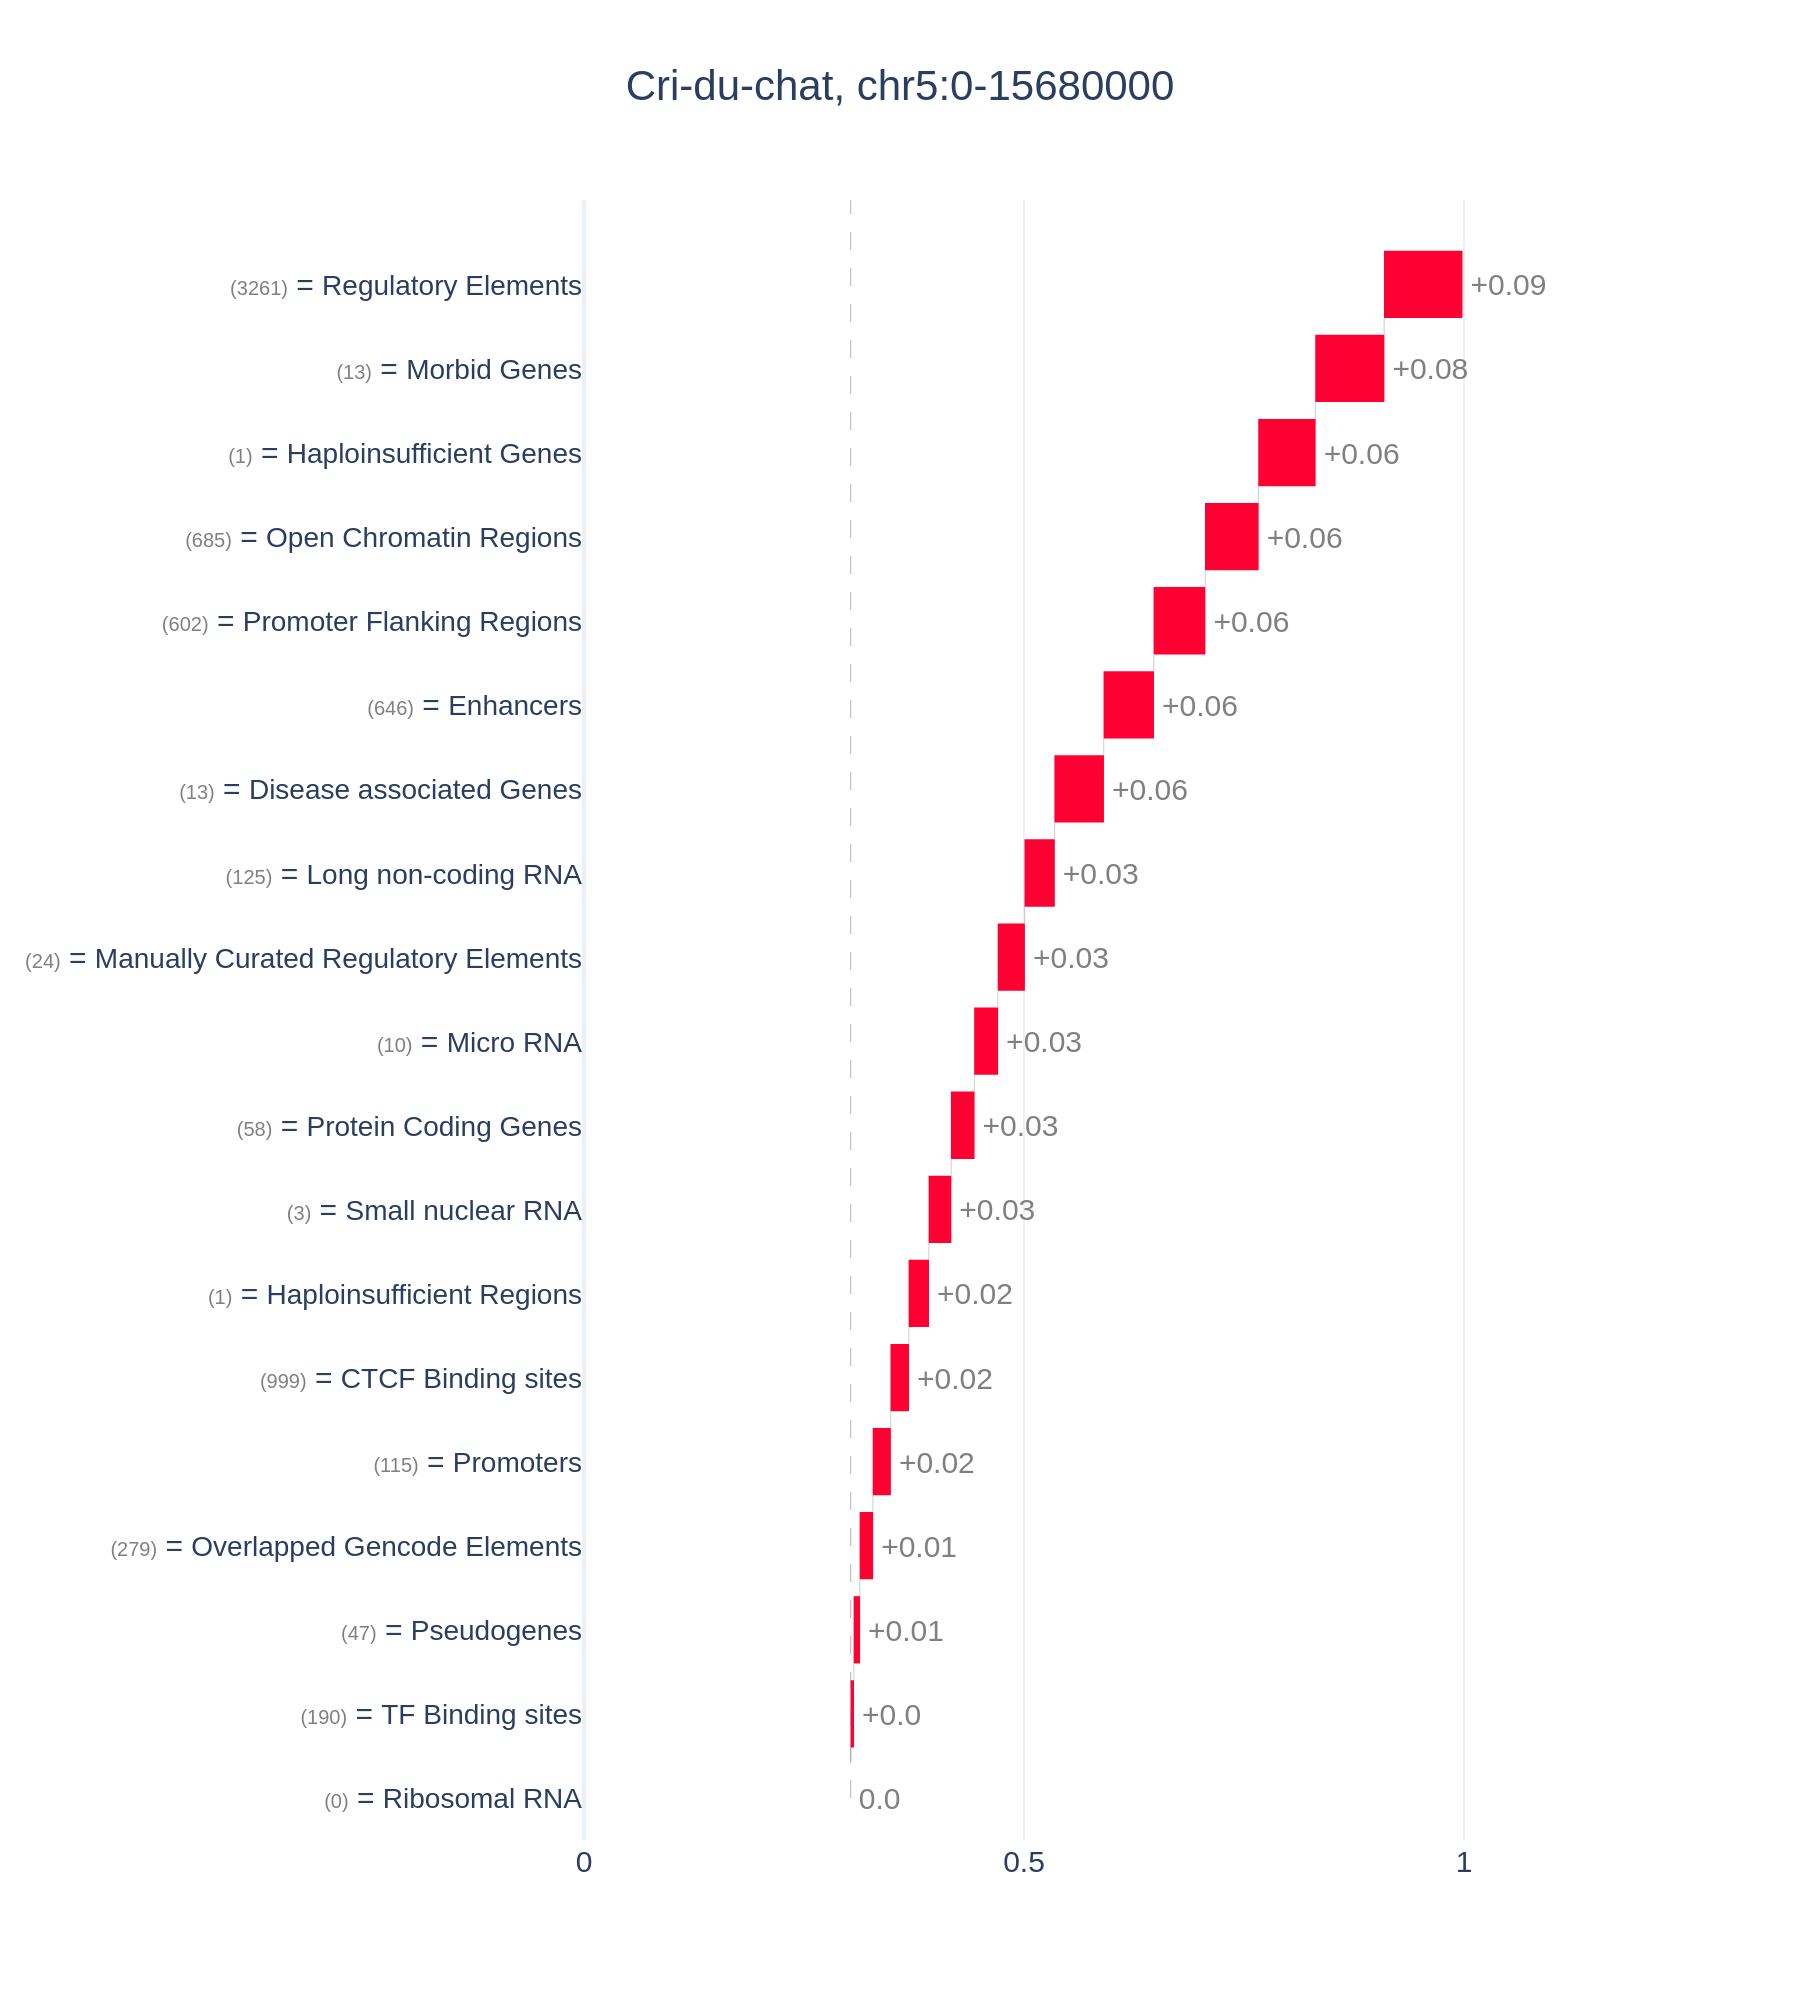 Cri-du-chat, chr5:0-15680000
(3261) = Regulatory Elements +0.09
(13) = Morbid Genes +0.08
(1) = Haploinsufficient Genes +0.06
(685) = Open Chromatin Regions +0.06
(602) = Promoter Flanking Regions +0.06
(646) = Enhancers +0.06
(13) = Disease associated Genes +0.06
(125) = Long non-coding RNA +0.03
(24) = Manually Curated Regulatory Elements +0.03
(10) = Micro RNA +0.03
(58) = Protein Coding Genes +0.03
(3) = Small nuclear RNA +0.03
(1) = Haploinsufficient Regions +0.02
(999) = CTCF Binding sites +0.02
(115) = Promoters +0.02
(279) = Overlapped Gencode Elements +0.01
(47) = Pseudogenes +0.01
(190) = TF Binding sites +0.0
(0) = Ribosomal RNA 0.0
0 0.5 1